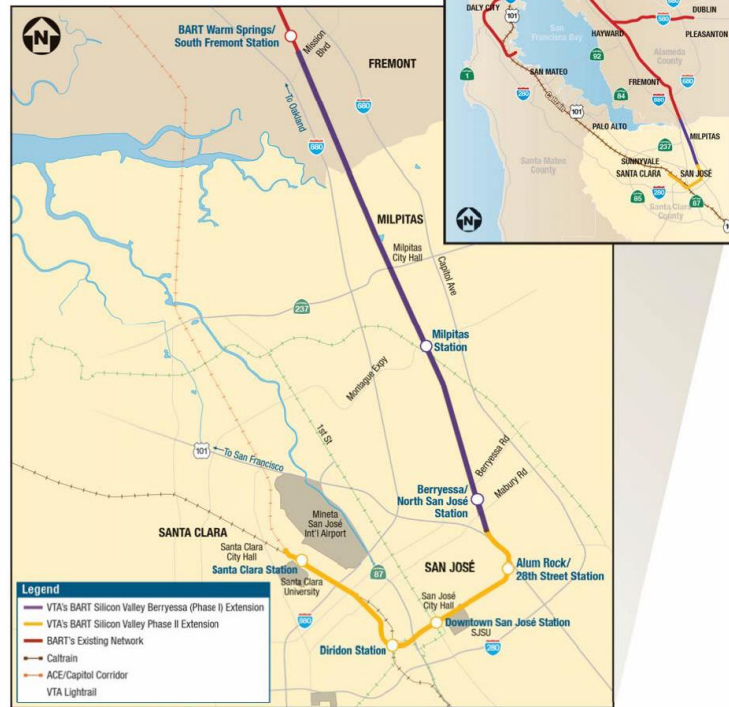 N
BART Warm Springs/
South Fremont Station
Mission
Blvd
FREMONT
680
To Oakland
880
MILPITAS
Milpitas
City Hall
Capitol Ave
237
Milpitas
Station
Montague Expy
1st St
101
To San Francisco
Berryessa Rd
Mabury Rd
Berryessa/
North San José
Station
Mineta
San José
Int'l Airport
SANTA CLARA
Santa Clara
City Hall
Santa Clara Station
Santa Clara
University
87
SAN JOSÉ
Alum Rock/
28th Street Station
San José
City Hall
Downtown San José Station
SJSU
880
Diridon Station
280
Legend
VTA's BART Silicon Valley Berryessa (Phase I) Extension
VTA's BART Silicon Valley Phase II Extension
BART's Existing Network
Caltrain
ACE/Capitol Corridor
VTA Lightrail
DALY CITY
101
San
Francisco Bay
580
DUBLIN
HAYWARD
PLEASANTON
Alameda
County
92
680
1
SAN MATEO
FREMONT
280
Caltrain
84
880
101
PALO ALTO
MILPITAS
237
Santa Mateo
County
SUNNYVALE
SANTA CLARA
SAN JOSÉ
85
280
Santa Clara
County
87
101
N